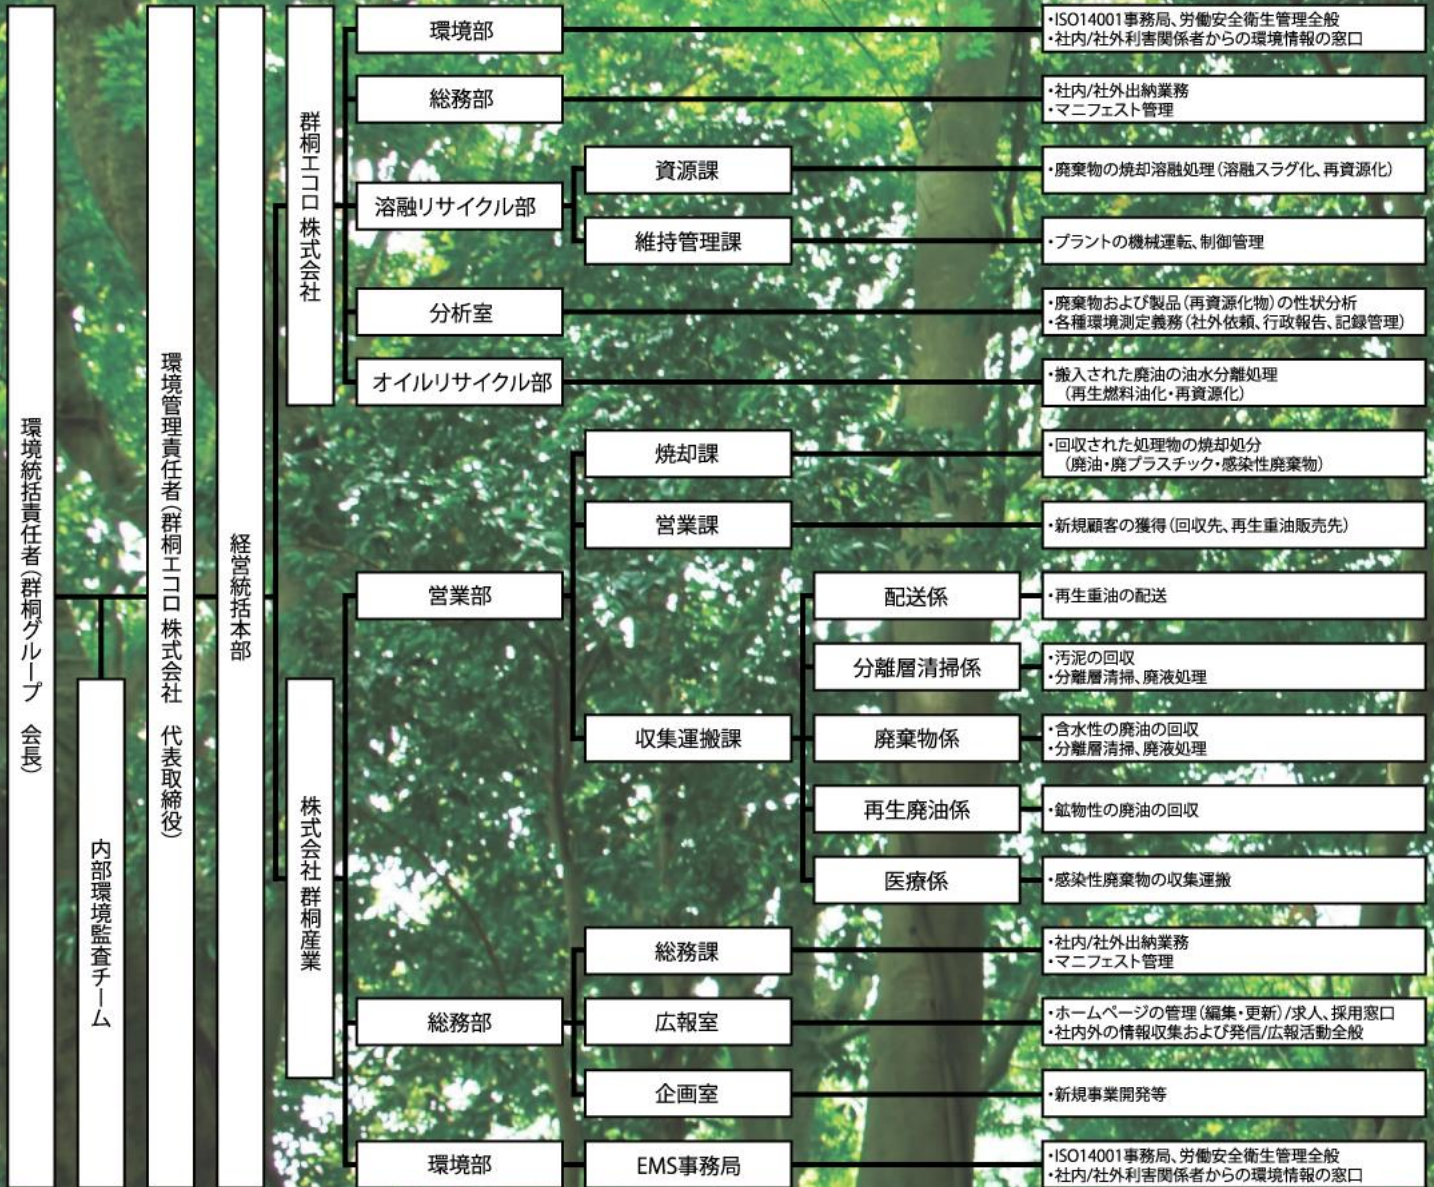 環境統括責任者(群桐グループ 会長)
内部環境監査チーム
環境管理責任者(群桐エコロ 株式会社 代表取締役)
経営統括本部
群桐エコロ 株式会社
環境部
・ISO14001事務局、労働安全衛生管理全般
・社内/社外利害関係者からの環境情報の窓口
総務部
・社内/社外出納業務
・マニフェスト管理
溶融リサイクル部
資源課
・廃棄物の焼却溶融処理(溶融スラグ化、再資源化)
維持管理課
・プラントの機械運転、制御管理
分析室
・廃棄物および製品(再資源化物)の性状分析
・各種環境測定義務(社外依頼、行政報告、記録管理)
オイルリサイクル部
・搬入された廃油の油水分離処理
(再生燃料油化・再資源化)
株式会社 群桐産業
営業部
焼却課
・回収された処理物の焼却処分
(廃油・廃プラスチック・感染性廃棄物)
営業課
・新規顧客の獲得(回収先、再生重油販売先)
収集運搬課
配送係
・再生重油の配送
分離層清掃係
・汚泥の回収
・分離層清掃、廃液処理
廃棄物係
・含水性の廃油の回収
・分離層清掃、廃液処理
再生廃油係
・鉱物性の廃油の回収
医療係
・感染性廃棄物の収集運搬
総務部
総務課
・社内/社外出納業務
・マニフェスト管理
広報室
・ホームページの管理(編集・更新)/求人、採用窓口
・社内外の情報収集および発信/広報活動全般
企画室
・新規事業開発等
環境部
EMS事務局
・ISO14001事務局、労働安全衛生管理全般
・社内/社外利害関係者からの環境情報の窓口